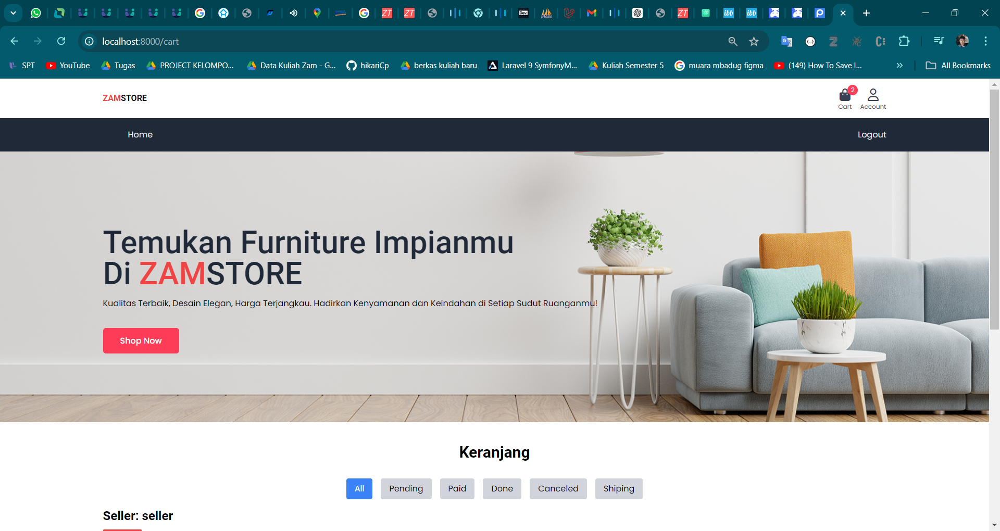 localhost:8000/cart
SPT
YouTube
Tugas
PROJECT KELOMPO...
Data Kuliah Zam - G...
hikariCp
berkas kuliah baru
Laravel 9 SymfonyM...
Kuliah Semester 5
muara mbadug figma
(149) How To Save I...
All Bookmarks
ZAMSTORE
2
Cart
Account
Home
Logout
Temukan Furniture Impianmu
Di ZAMSTORE
Kualitas Terbaik, Desain Elegan, Harga Terjangkau. Hadirkan Kenyamanan dan Keindahan di Setiap Sudut Ruanganmu!
Shop Now
Keranjang
All
Pending
Paid
Done
Canceled
Shiping
Seller: seller